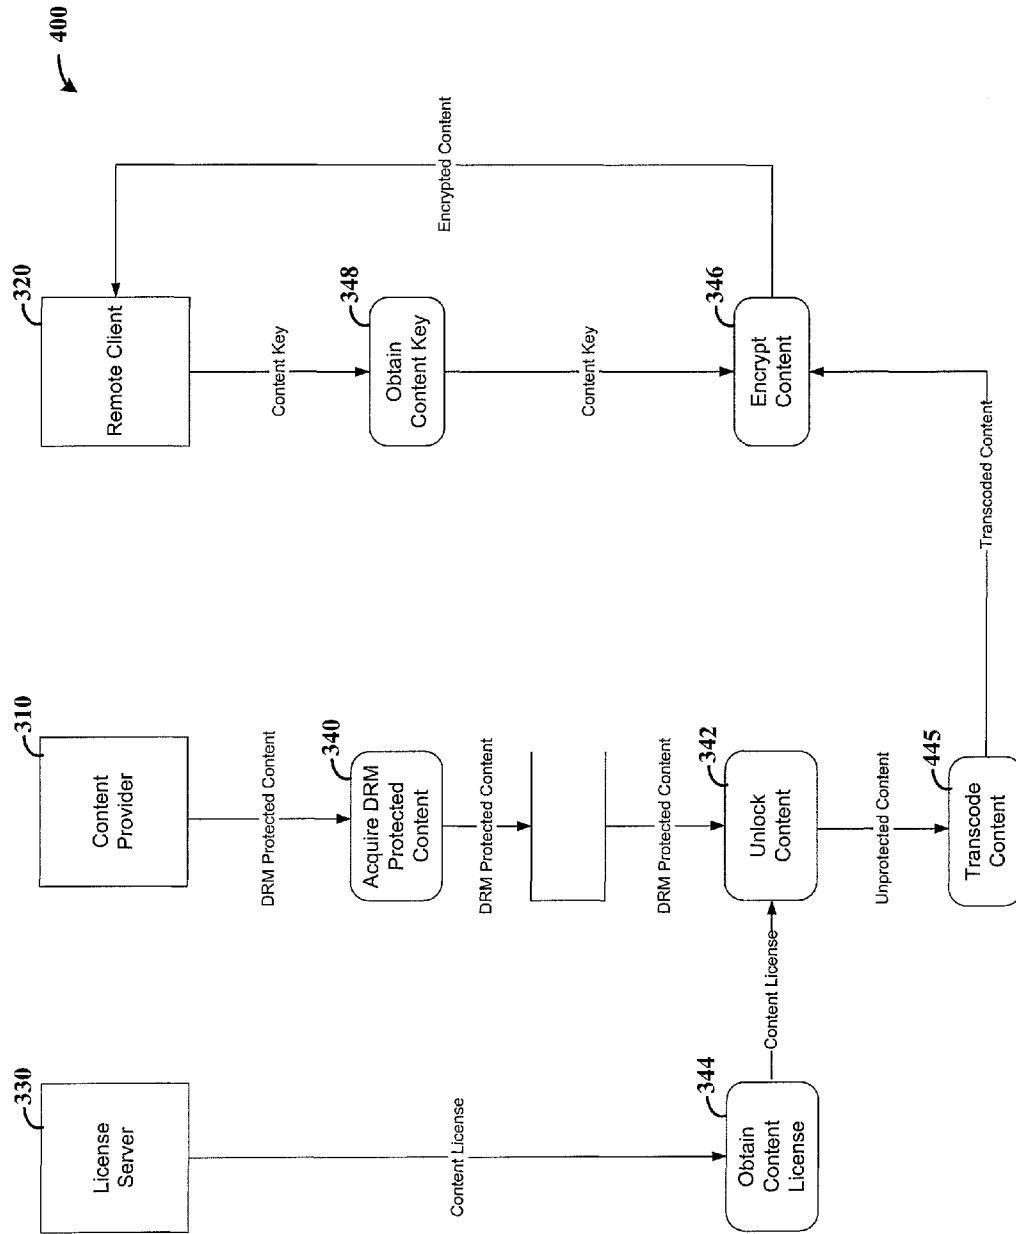 400
330
License
Server
310
Content
Provider
320
Remote Client
Content License
DRM Protected Content
340
Acquire DRM
Protected
Content
DRM Protected Content
DRM Protected Content
Content Key
348
Obtain
Content Key
Content Key
Encrypted Content
344
Obtain
Content
License
Content License
342
Unlock
Content
346
Encrypt
Content
Unprotected Content
445
Transcode
Content
Transcoded Content